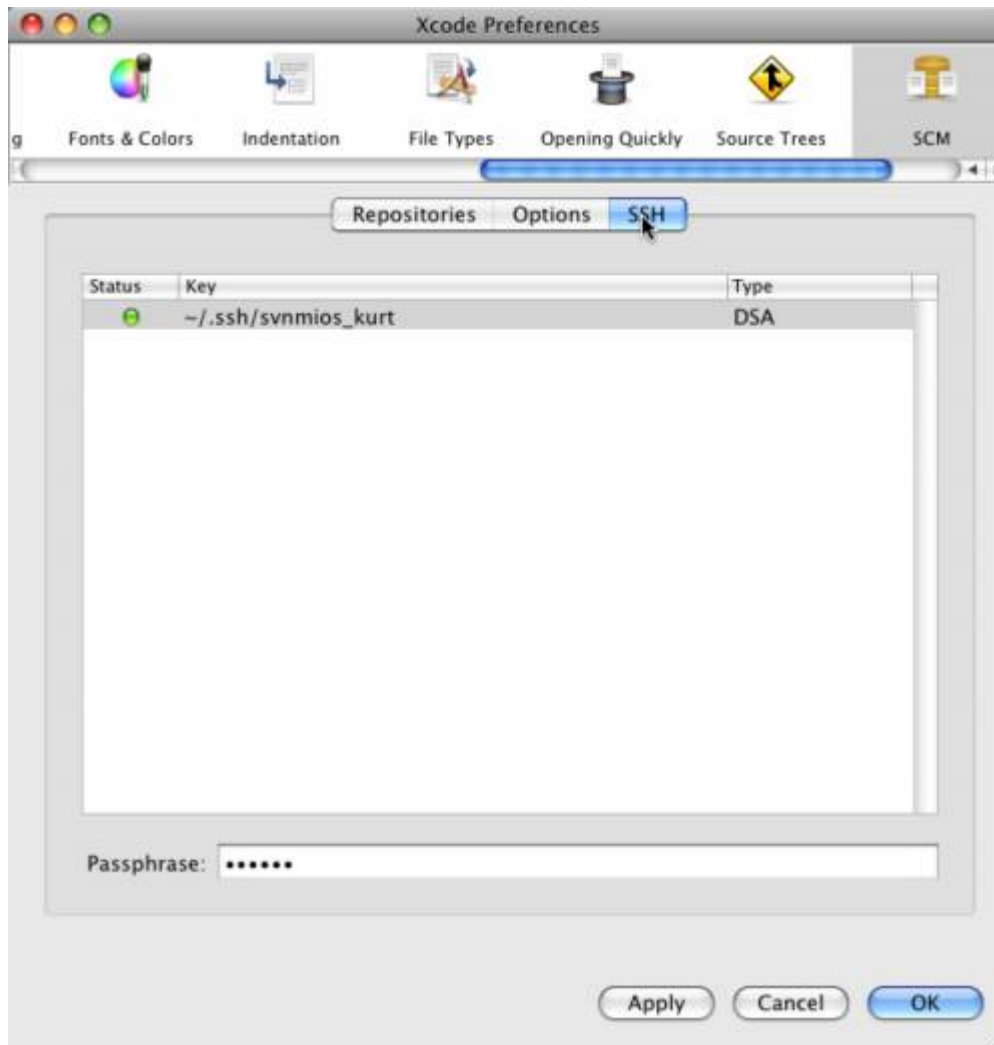 Xcode Preferences
g Fonts & Colors Indentation File Types Opening Quickly Source Trees SCM
Repositories Options SSH
Status Key Type
~/.ssh/svnmios_kurt DSA
Passphrase: ••••••
Apply Cancel OK